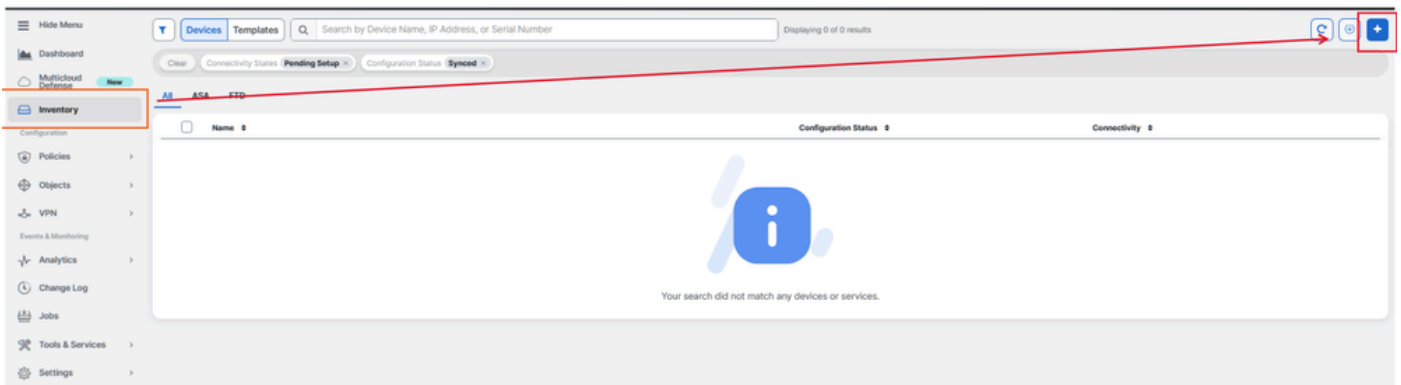 Hide Menu
Dashboard
Multicloud
Defense
New
Inventory
Configuration
Policies
Objects
VPN
Events & Monitoring
Analytics
Change Log
Jobs
Tools & Services
Settings
Devices Templates Search by Device Name, IP Address, or Serial Number Displaying 0 of 0 results
Clear Connectivity States Pending Setup × Configuration Status Synced ×
All ASA FTD
Name Configuration Status Connectivity
Your search did not match any devices or services.